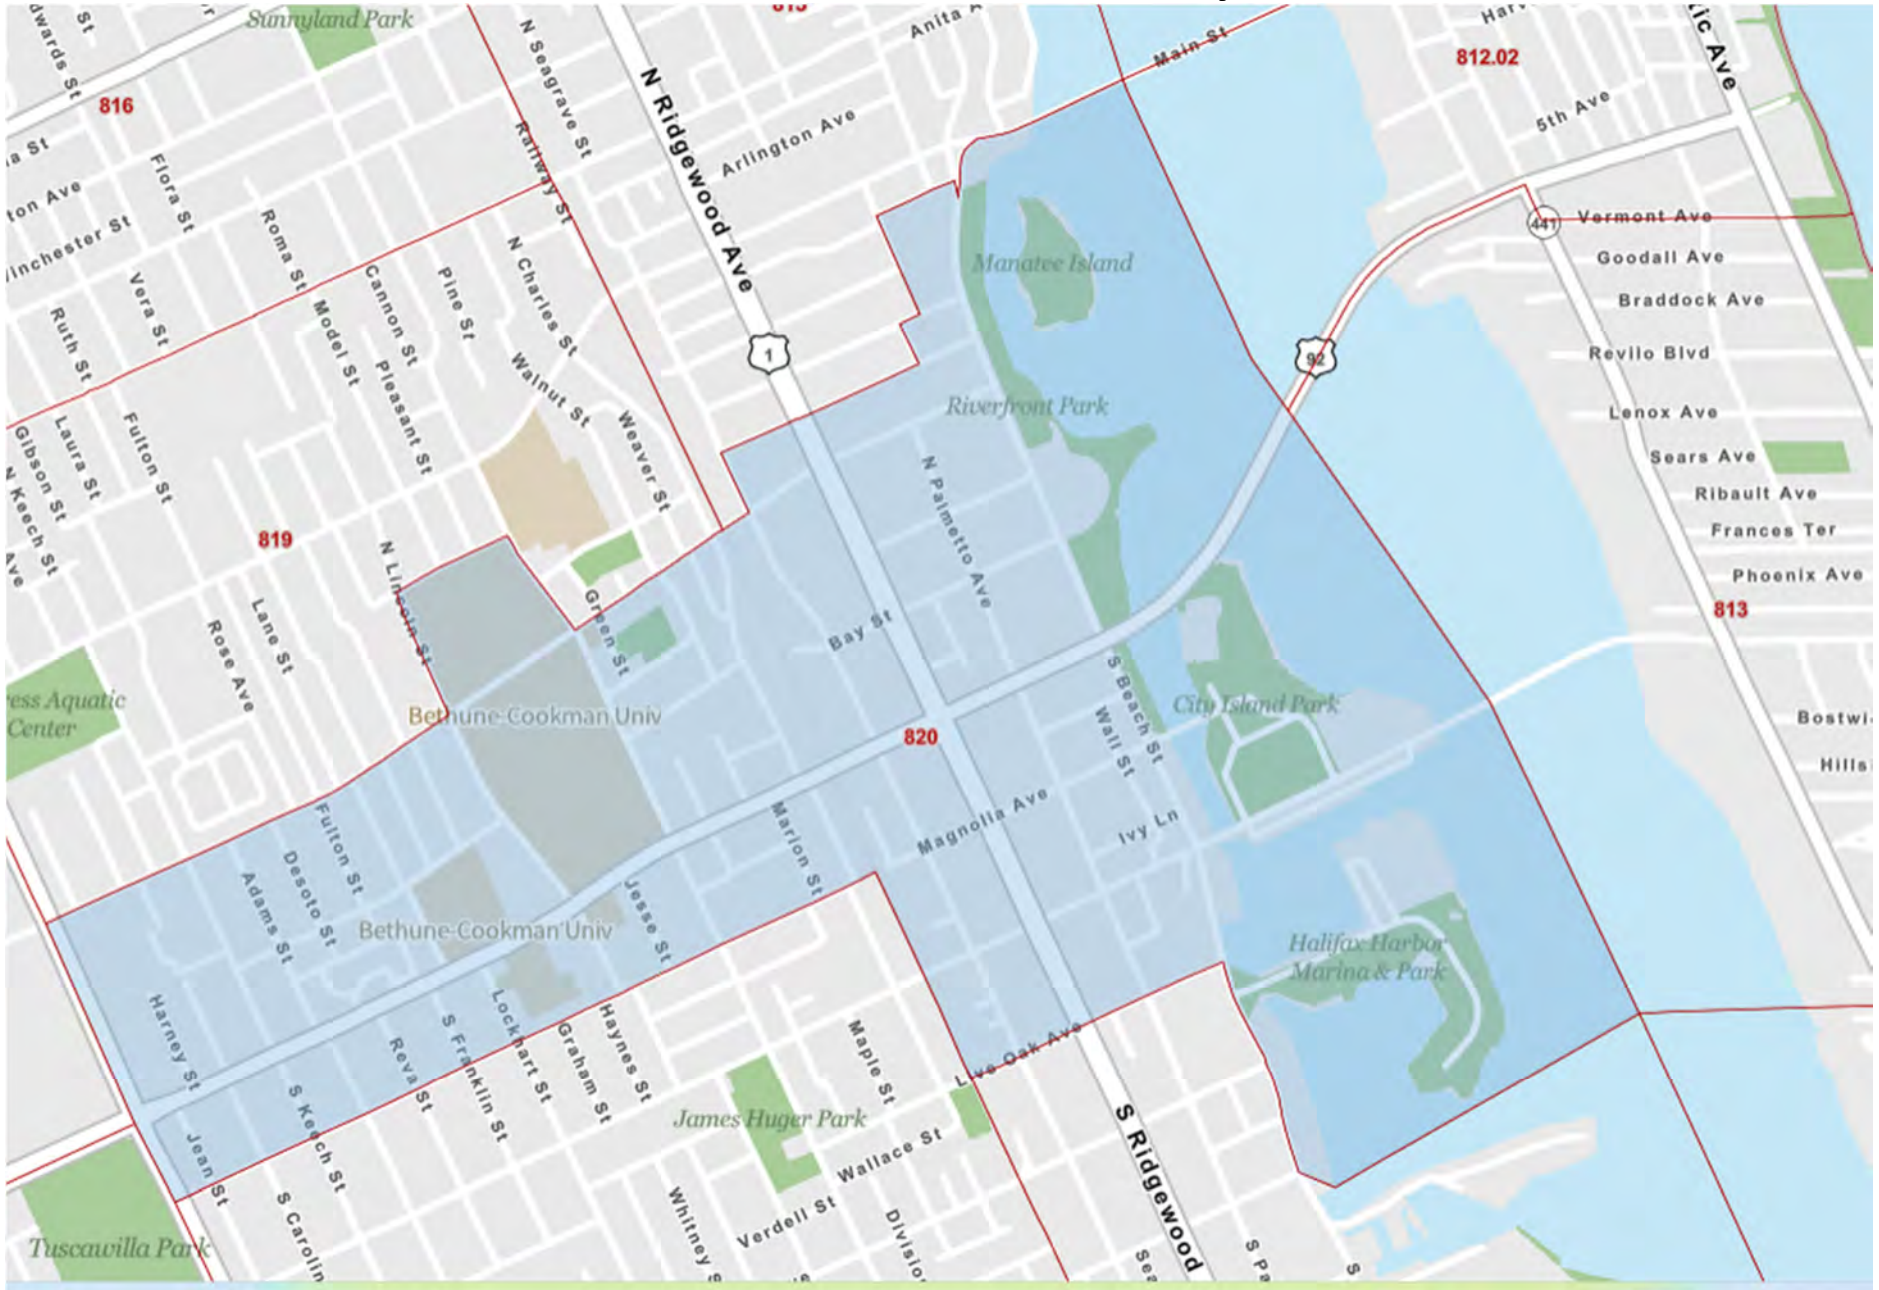 Sunnyland Park
N Seagrave St
N Ridgewood Ave
Main St
812.02
5th Ave
816
Railway St
Arlington Ave
Flora St
Roma St
Vera St
Ruth St
Model St
Cannon St
Pine St
N Charles St
Pleasant St
Walnut St
Weaver St
1
Manatee Island
Riverfront Park
92
441
Vermont Ave
Goodall Ave
Braddock Ave
Revilo Blvd
Lenox Ave
Sears Ave
Ribault Ave
Frances Ter
Phoenix Ave
813
Gibson St
Laura St
Fulton St
N Keech St
819
N Lincoln St
Lane St
Rose Ave
Green St
Bay St
N Palmetto Ave
S Beach St
Wall St
City Island Park
Center
Bethune-Cookman Univ
820
Magnolia Ave
Ivy Ln
Marion St
Fulton St
Desoto St
Adams St
Bethune-Cookman Univ
Jesse St
Halifax Harbor
Marina & Park
Harney St
Jean St
S Keech St
Reva St
S Franklin St
Lockhart St
Graham St
Haynes St
Maple St
Live Oak Ave
James Huger Park
Wallace St
Verdell St
S Ridgewood
Tuscawilla Park